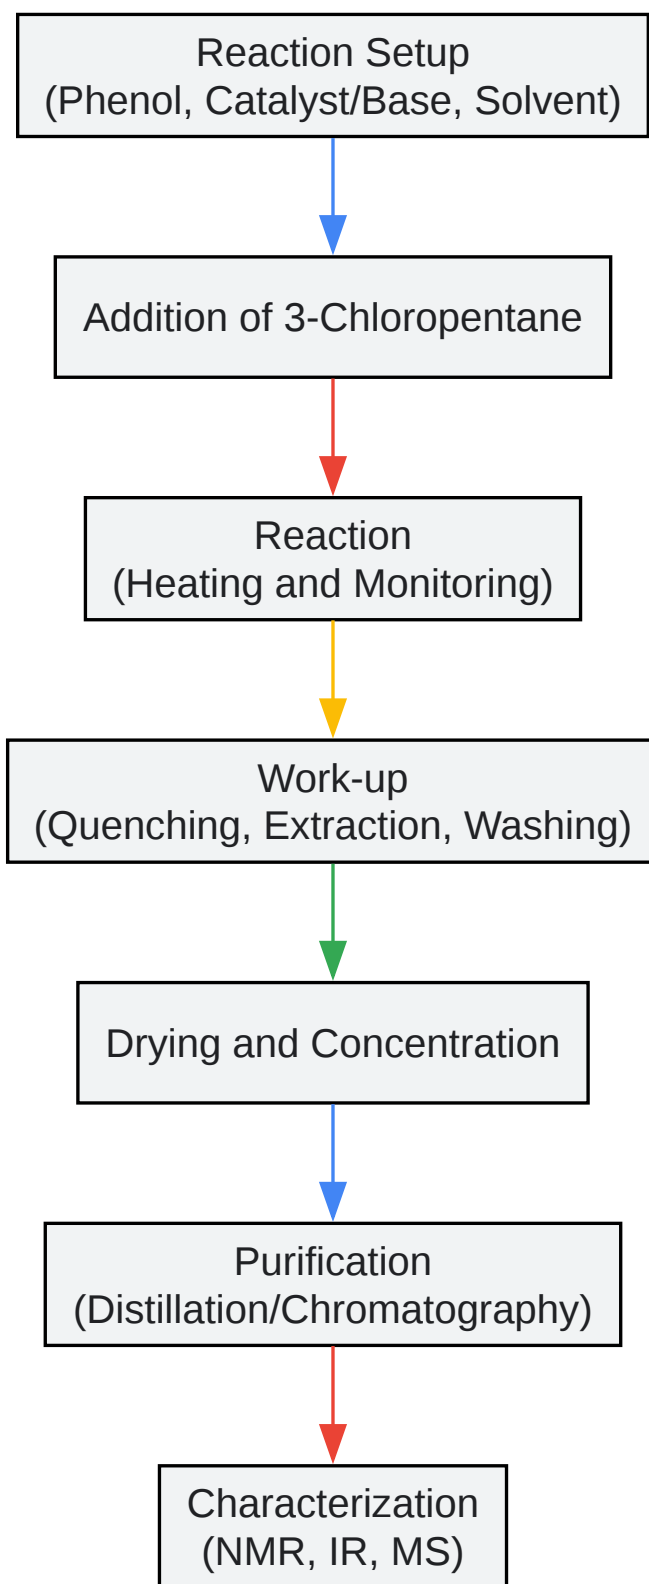 Reaction Setup
(Phenol, Catalyst/Base, Solvent)
Addition of 3-Chloropentane
Reaction
(Heating and Monitoring)
Work-up
(Quenching, Extraction, Washing)
Drying and Concentration
Purification
(Distillation/Chromatography)
Characterization
(NMR, IR, MS)